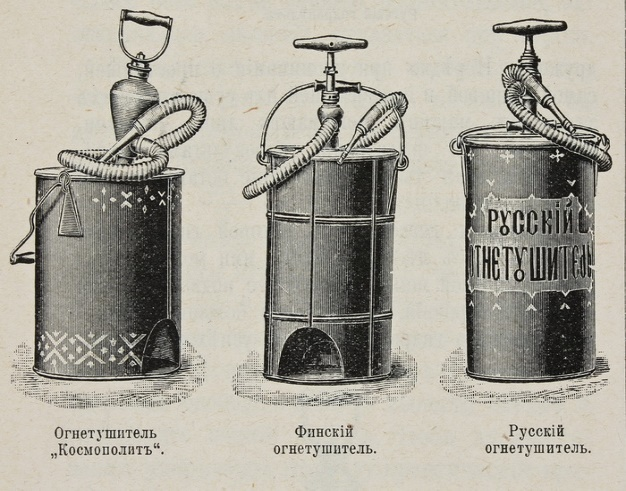 РУССКІЙ
ОГНЕТУШИТЕЛЬ
Огнетушитель
„Космополитъ“.
Финскій
огнетушитель.
Русскій
огнетушитель.